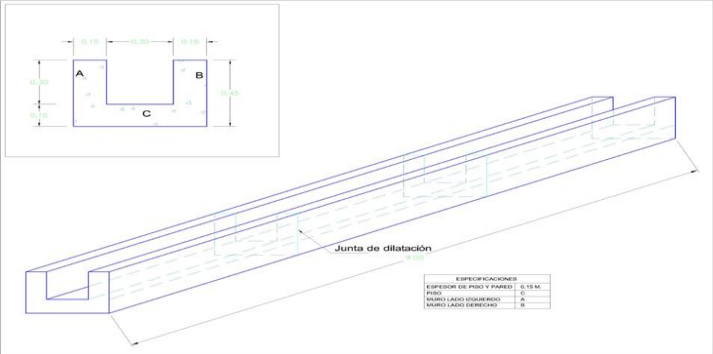 0,15 0,30 0,15
A
B
0,30
0,45
C
0,15
Junta de dilatación
9,00
ESPECIFICACIONES
ESPESOR DE PISO Y PARED 0,15 M.
PISO C
MURO LADO IZQUIERDO A
MURO LADO DERECHO B